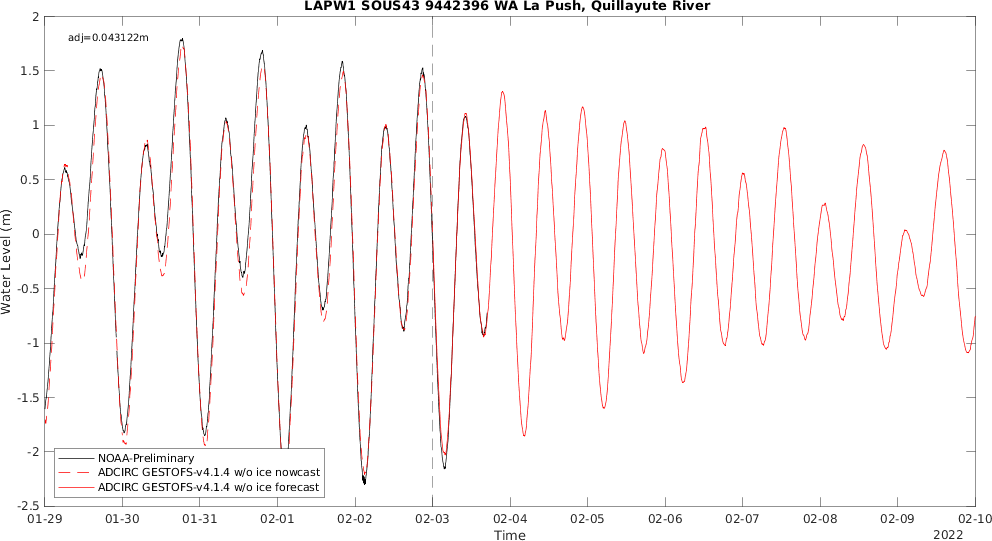 LAPW1 SOUS43 9442396 WA La Push, Quillayute River
adj=0.043122m
Water Level (m)
2
1.5
1
0.5
0
-0.5
-1
-1.5
-2
-2.5
NOAA-Preliminary
ADCIRC GESTOFS-v4.1.4 w/o ice nowcast
ADCIRC GESTOFS-v4.1.4 w/o ice forecast
01-29 01-30 01-31 02-01 02-02 02-03 02-04 02-05 02-06 02-07 02-08 02-09 02-10
Time
2022